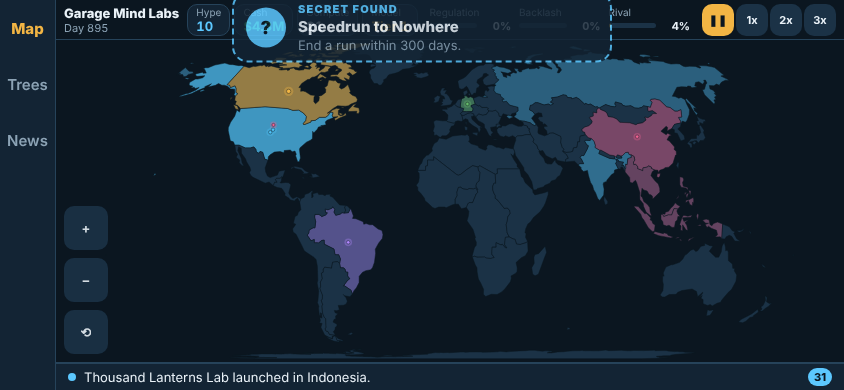 Map
Trees
News
Garage Mind Labs
Day 895
Hype
10
?
SECRET FOUND
Speedrun to Nowhere
End a run within 300 days.
Regulation
0%
Backlash
0%
ival
4%
1x
2x
3x
+
−
Thousand Lanterns Lab launched in Indonesia.
31